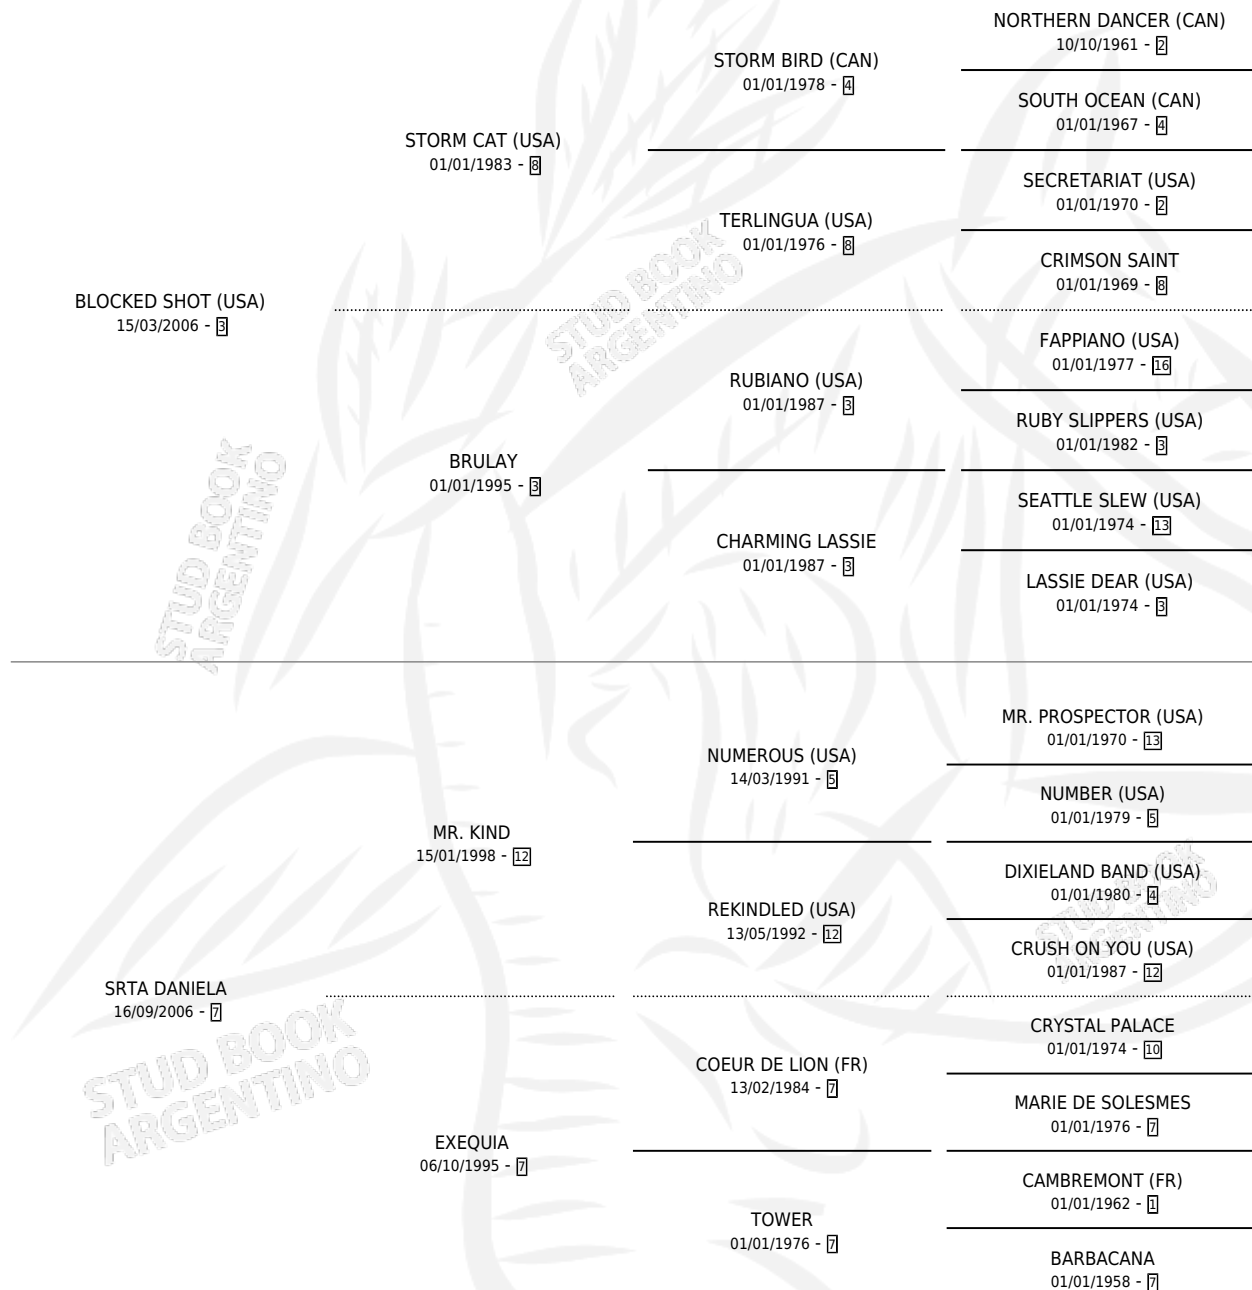 NORTHERN DANCER (CAN)
10/10/1961 - 2
STORM BIRD (CAN)
01/01/1978 - 4
SOUTH OCEAN (CAN)
01/01/1967 - 4
STORM CAT (USA)
01/01/1983 - 8
SECRETARIAT (USA)
01/01/1970 - 2
TERLINGUA (USA)
01/01/1976 - 8
CRIMSON SAINT
01/01/1969 - 8
BLOCKED SHOT (USA)
15/03/2006 - 3
FAPPIANO (USA)
01/01/1977 - 16
RUBIANO (USA)
01/01/1987 - 3
RUBY SLIPPERS (USA)
01/01/1982 - 3
BRULAY
01/01/1995 - 3
SEATTLE SLEW (USA)
01/01/1974 - 13
CHARMING LASSIE
01/01/1987 - 3
LASSIE DEAR (USA)
01/01/1974 - 3
MR. PROSPECTOR (USA)
01/01/1970 - 13
NUMEROUS (USA)
14/03/1991 - 5
NUMBER (USA)
01/01/1979 - 5
MR. KIND
15/01/1998 - 12
DIXIELAND BAND (USA)
01/01/1980 - 4
REKINDLED (USA)
13/05/1992 - 12
CRUSH ON YOU (USA)
01/01/1987 - 12
SRTA DANIELA
16/09/2006 - 7
CRYSTAL PALACE
01/01/1974 - 10
COEUR DE LION (FR)
13/02/1984 - 7
MARIE DE SOLESMES
01/01/1976 - 7
EXEQUIA
06/10/1995 - 7
CAMBREMONT (FR)
01/01/1962 - 1
TOWER
01/01/1976 - 7
BARBACANA
01/01/1958 - 7
STUD BOOK
ARGENTINO
STUD BOOK
ARGENTINO
STUD BOOK
ARGENTINO
STUD BOOK
ARGENTINO